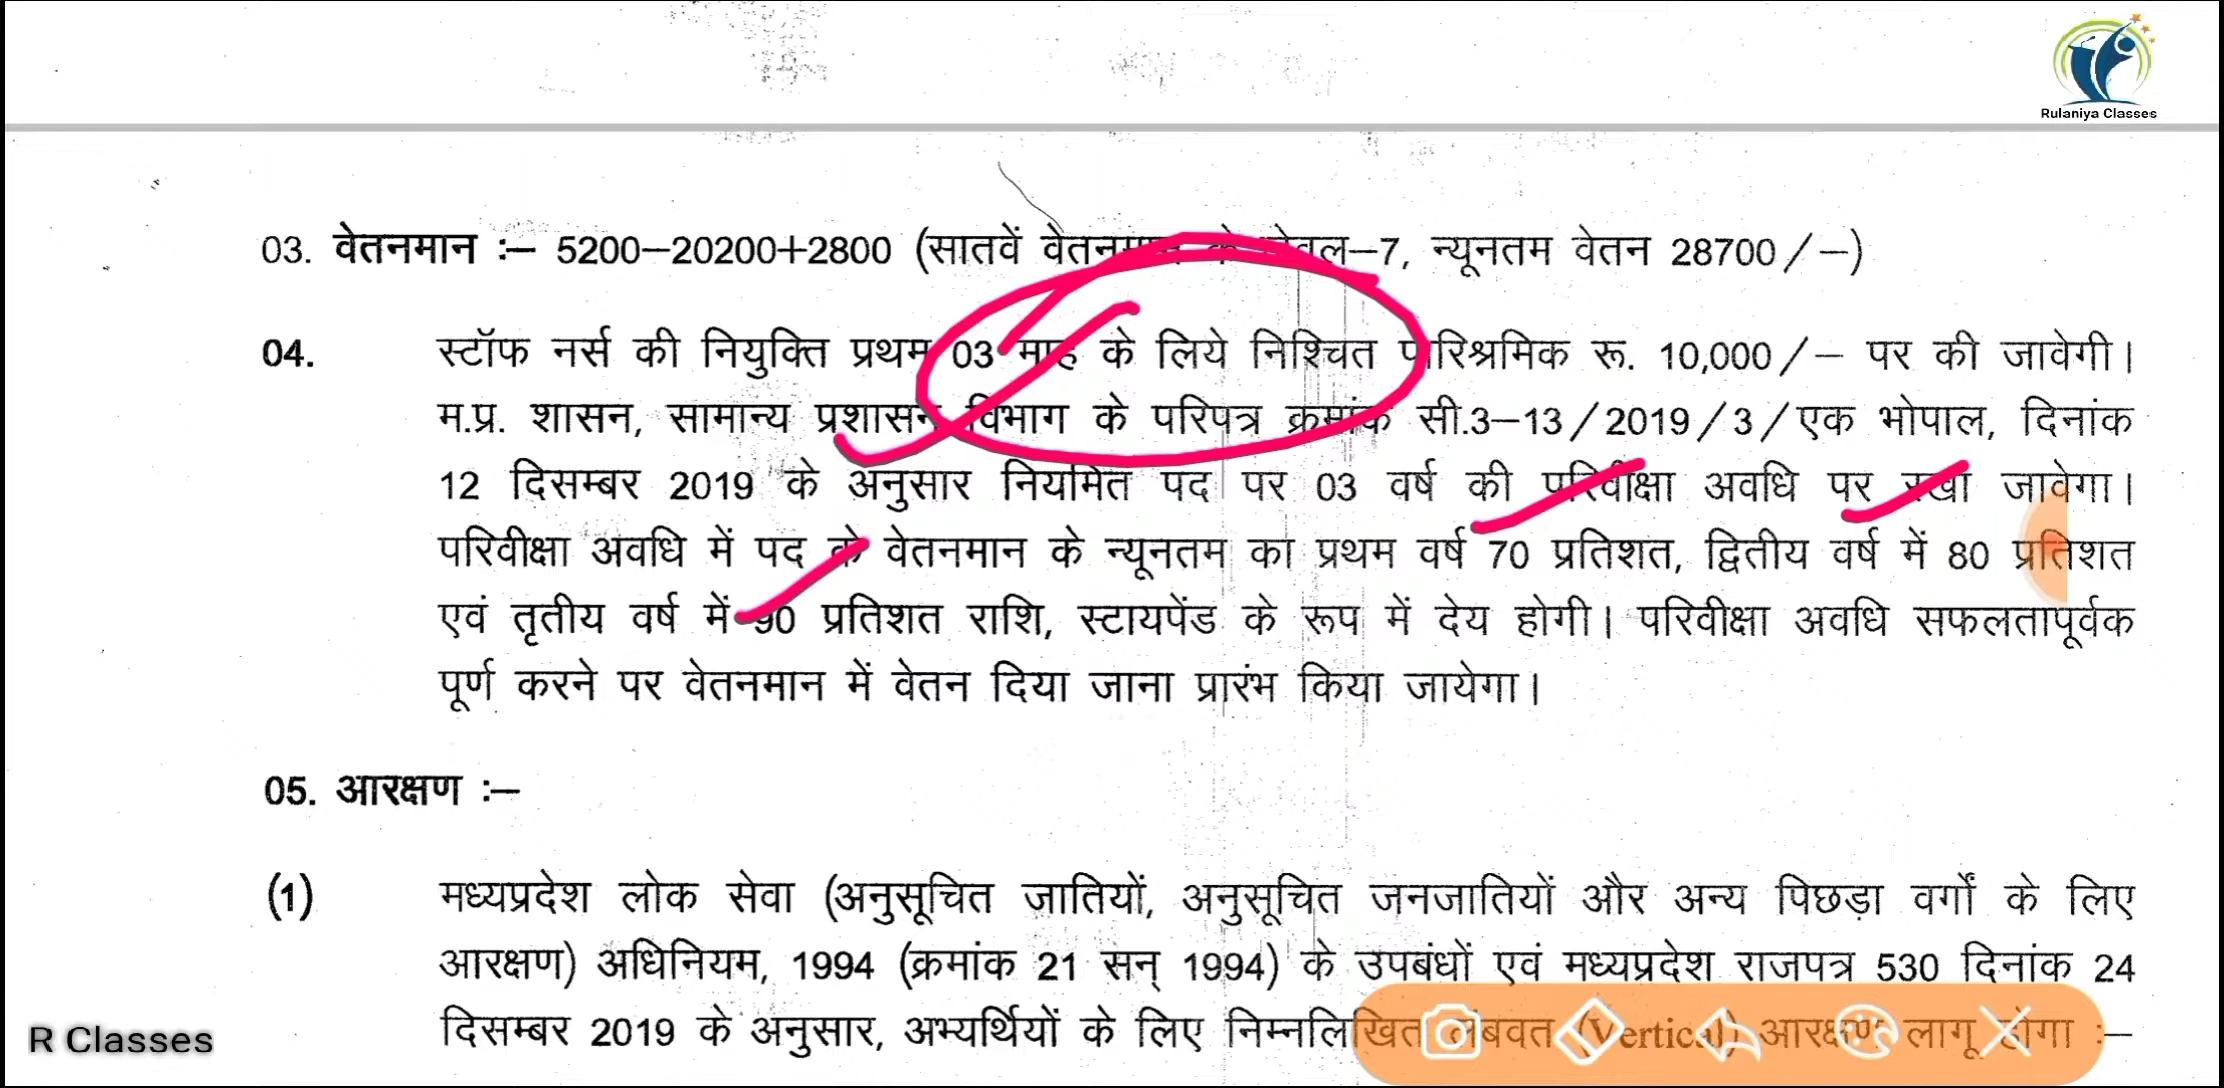 Rulaniya Classes
03. वेतनमान :– 5200–20200+2800 (सातवें वेतनमान के लेवल–7, न्यूनतम वेतन 28700/–)
04. स्टॉफ नर्स की नियुक्ति प्रथम 03 माह के लिये निश्चित पारिश्रमिक रू. 10,000/– पर की जावेगी।
म.प्र. शासन, सामान्य प्रशासन विभाग के परिपत्र क्रमांक सी.3–13/2019/3/एक भोपाल, दिनांक
12 दिसम्बर 2019 के अनुसार नियमित पद पर 03 वर्ष की परिवीक्षा अवधि पर रखा जावेगा।
परिवीक्षा अवधि में पद के वेतनमान के न्यूनतम का प्रथम वर्ष 70 प्रतिशत, द्वितीय वर्ष में 80 प्रतिशत
एवं तृतीय वर्ष में 90 प्रतिशत राशि, स्टायपेंड के रूप में देय होगी। परिवीक्षा अवधि सफलतापूर्वक
पूर्ण करने पर वेतनमान में वेतन दिया जाना प्रारंभ किया जायेगा।
05. आरक्षण :–
(1) मध्यप्रदेश लोक सेवा (अनुसूचित जातियों, अनुसूचित जनजातियों और अन्य पिछड़ा वर्गों के लिए
आरक्षण) अधिनियम, 1994 (क्रमांक 21 सन् 1994) के उपबंधों एवं मध्यप्रदेश राजपत्र 530 दिनांक 24
दिसम्बर 2019 के अनुसार, अभ्यर्थियों के लिए निम्नलिखित लंबवत (Vertical) आरक्षण लागू होगा :–
R Classes